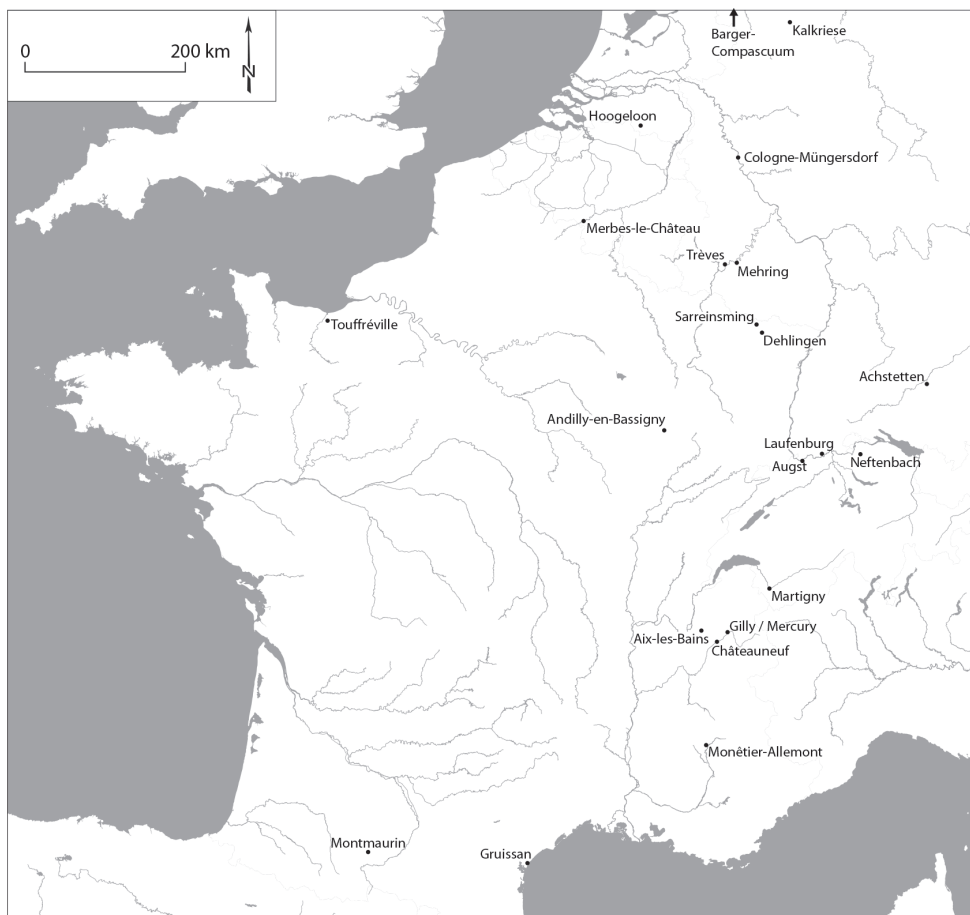 0 200 km
N
Barger-
Compascuum
Kalkriese
Hoogeloon
Cologne-Müngersdorf
Merbes-le-Château
Trèves
Mehring
Sarreinsming
Touffréville
Dehlingen
Achstetten
Andilly-en-Bassigny
Laufenburg
Augst
Neftenbach
Martigny
Gilly / Mercury
Aix-les-Bains
Châteauneuf
Monêtier-Allemont
Montmaurin
Gruissan